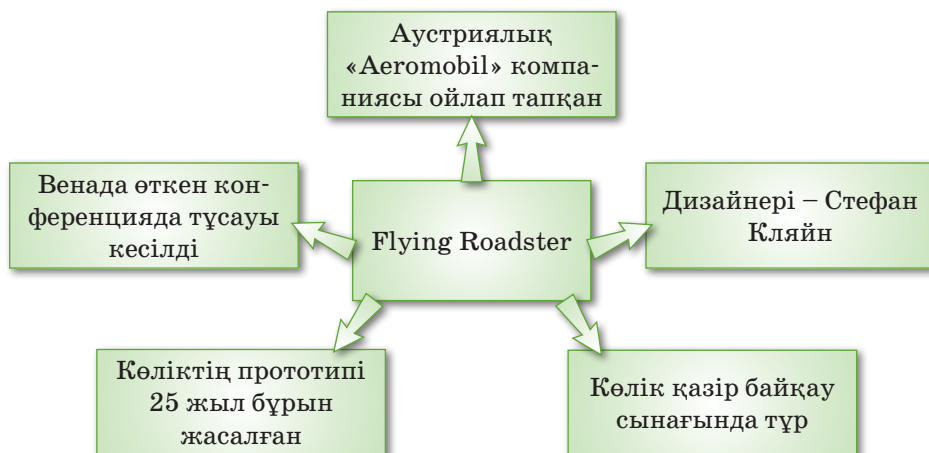 Аустриялық
«Aeromobil» компа-
ниясы ойлап тапқан
Венада өткен кон-
ференцияда тұсауы
кесілді
Flying Roadster
Дизайнері – Стефан
Кляйн
Көліктің прототипі
25 жыл бұрын
жасалған
Көлік қазір байқау
сынағында тұр